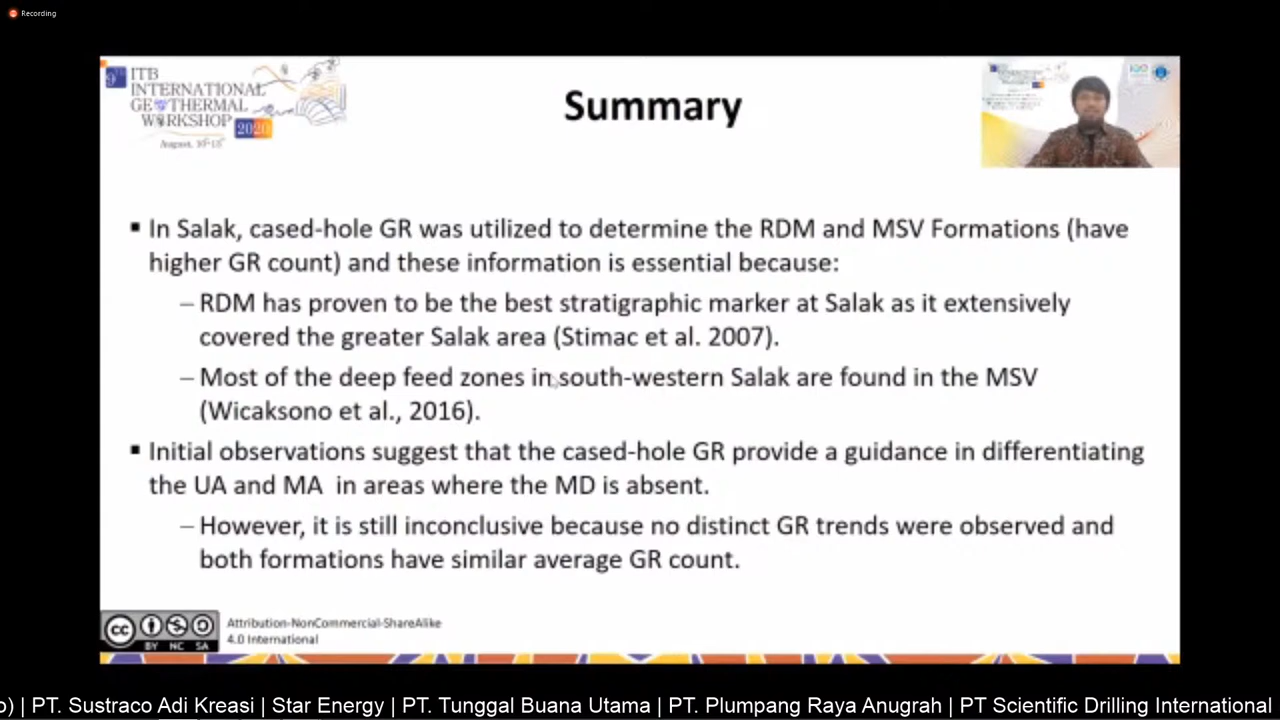 Recording
9TH ITB
INTERNATIONAL
GEOTHERMAL
WORKSHOP
2020
Summary
▪ In Salak, cased-hole GR was utilized to determine the RDM and MSV Formations (have
higher GR count) and these information is essential because:
– RDM has proven to be the best stratigraphic marker at Salak as it extensively
covered the greater Salak area (Stimac et al. 2007).
– Most of the deep feed zones in south-western Salak are found in the MSV
(Wicaksono et al., 2016).
▪ Initial observations suggest that the cased-hole GR provide a guidance in differentiating
the UA and MA in areas where the MD is absent.
– However, it is still inconclusive because no distinct GR trends were observed and
both formations have similar average GR count.
cc BY NC SA
Attribution-NonCommercial-ShareAlike
4.0 International
o) | PT. Sustraco Adi Kreasi | Star Energy | PT. Tunggal Buana Utama | PT. Plumpang Raya Anugrah | PT Scientific Drilling International